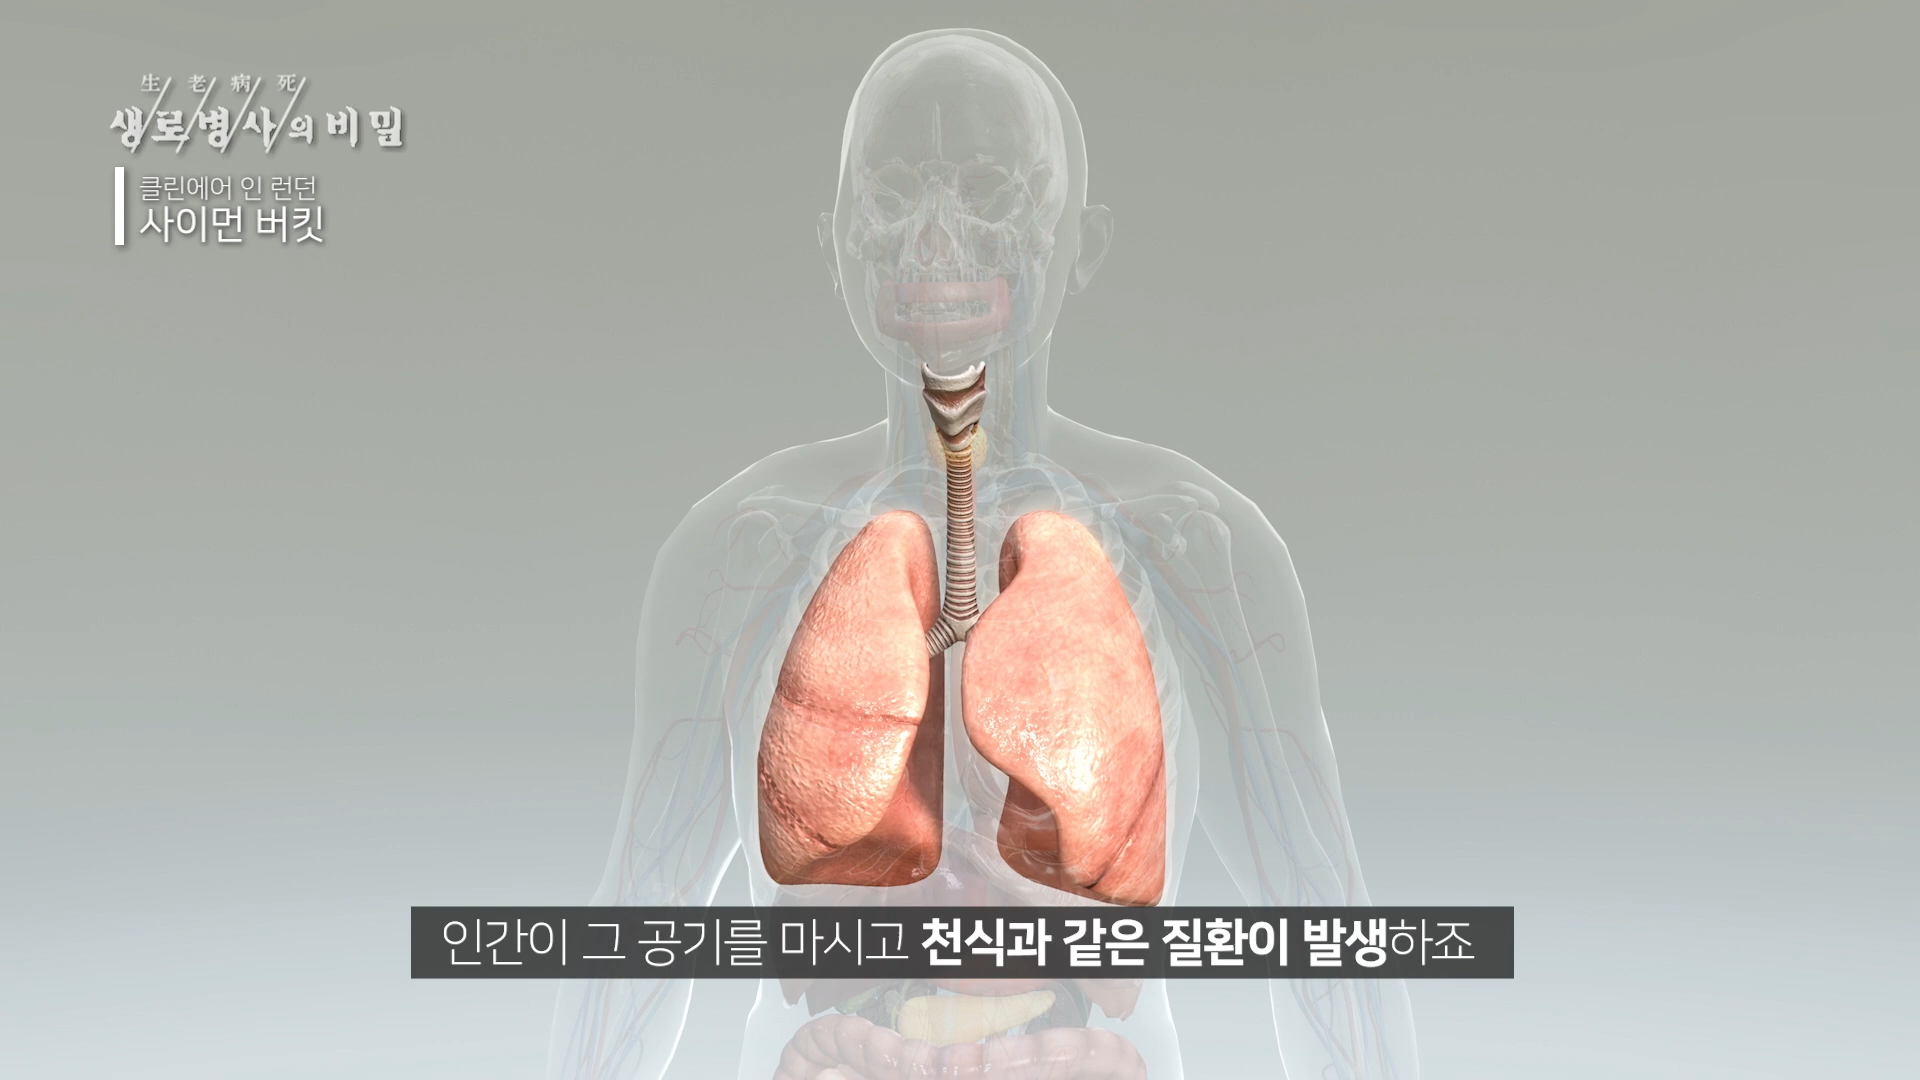 生老病死
생로병사의 비밀
클린에어 인 런던
사이먼 버킷
인간이 그 공기를 마시고 천식과 같은 질환이 발생하죠